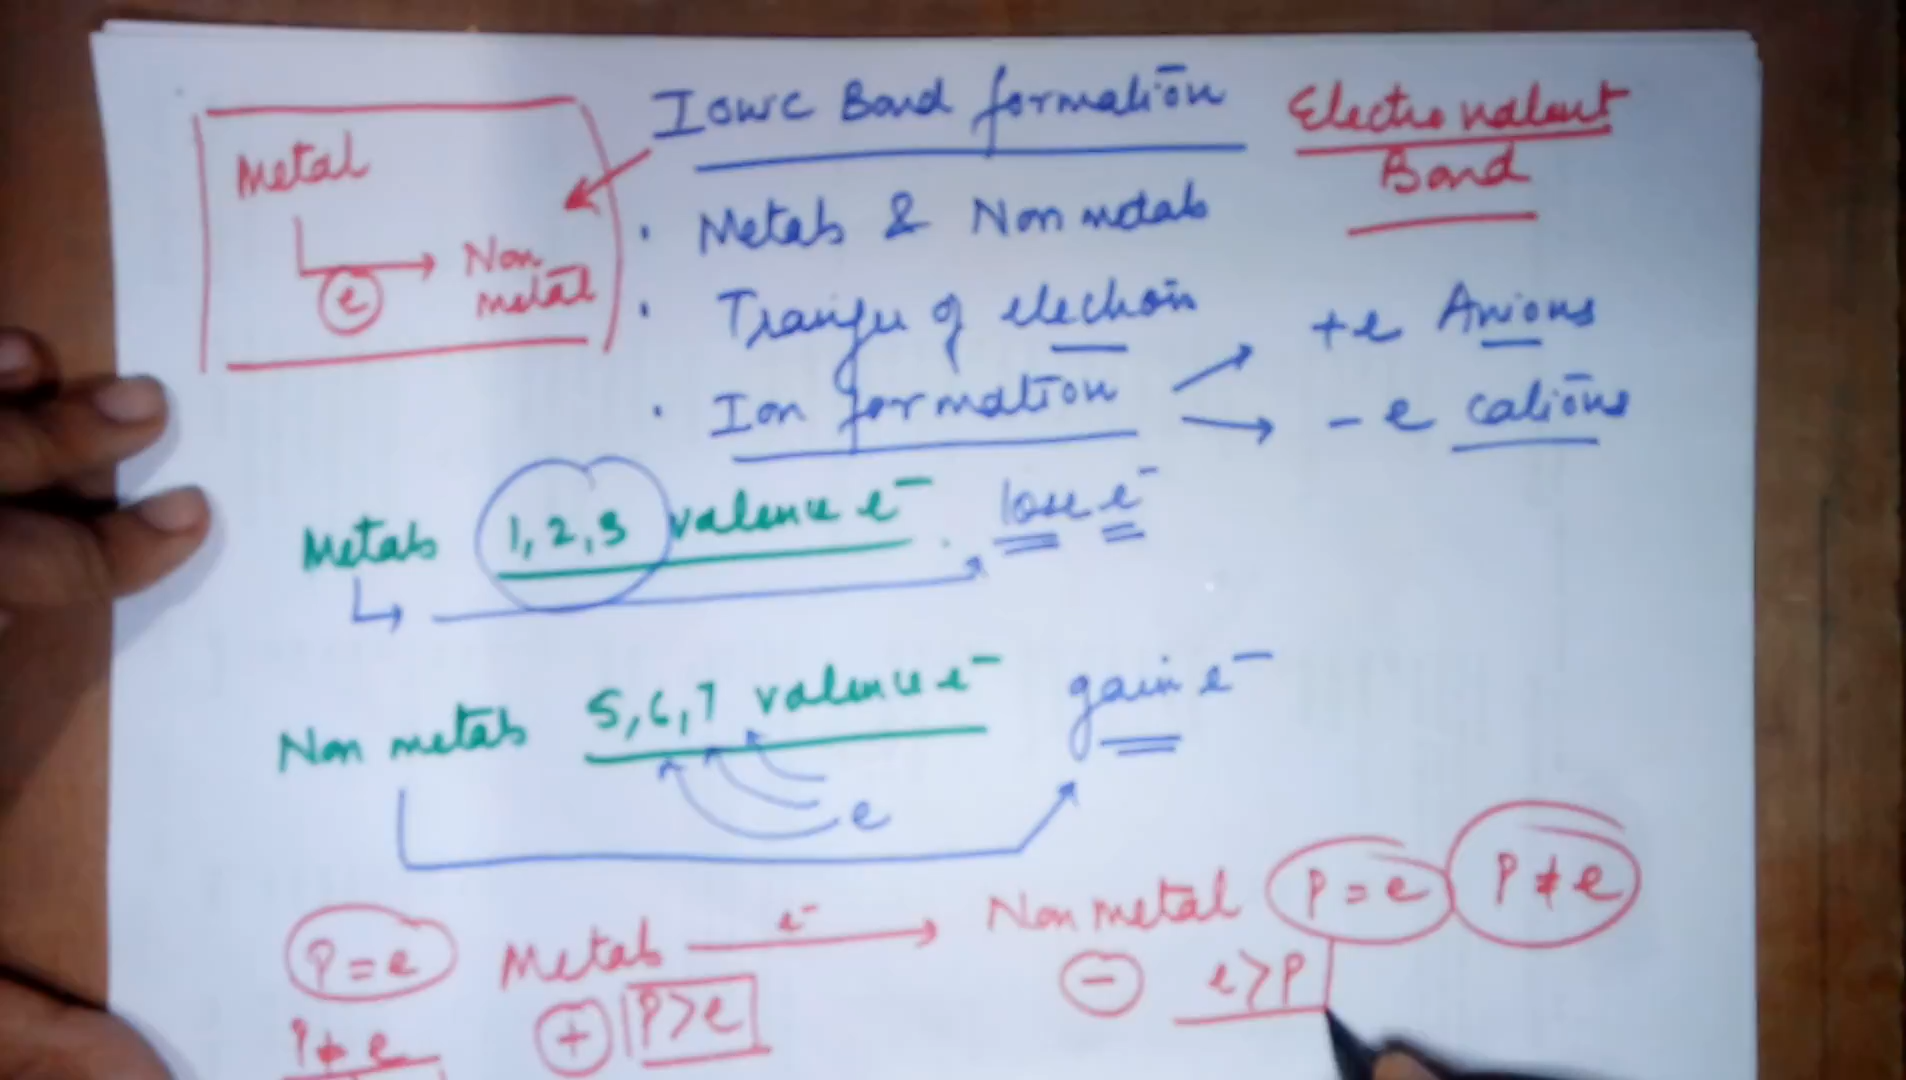 Ionic Bond formation
Electrovalent
Bond
Metal
e
Non
metal
• Metals & Non metals
• Transfer of electron
• Ion formation
+e Anions
-e cations
Metals 1,2,3 valence e⁻. lose e⁻
Non metals 5,6,7 valence e⁻ gain e⁻
e
P=e Metals e⁻ Non metal P=e P≠e
P≠e + P>e - e>P